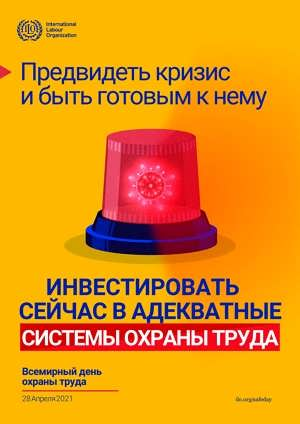 International
Labour
Organization
Предвидеть кризис
и быть готовым к нему
ИНВЕСТИРОВАТЬ
СЕЙЧАС В АДЕКВАТНЫЕ
СИСТЕМЫ ОХРАНЫ ТРУДА
Всемирный день
охраны труда
28 Апреля 2021
ilo.org/safeday